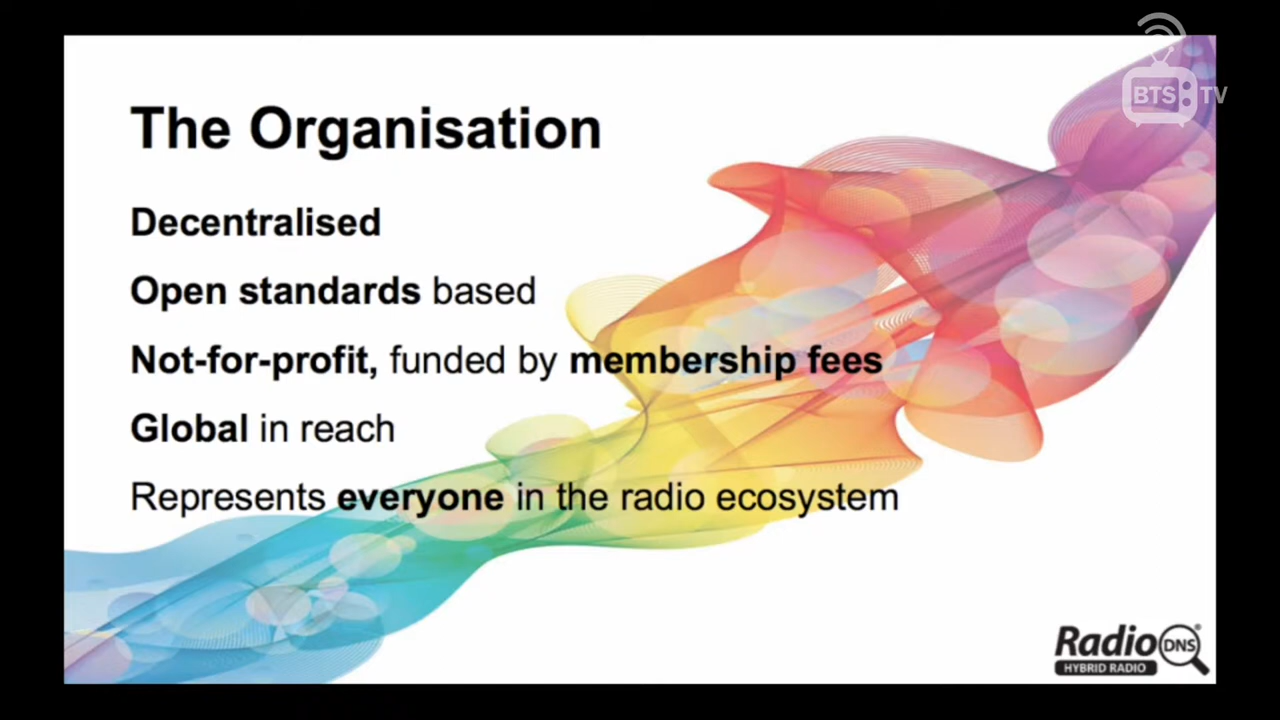 BTS TV
The Organisation
Decentralised
Open standards based
Not-for-profit, funded by membership fees
Global in reach
Represents everyone in the radio ecosystem
Radio DNS®
HYBRID RADIO